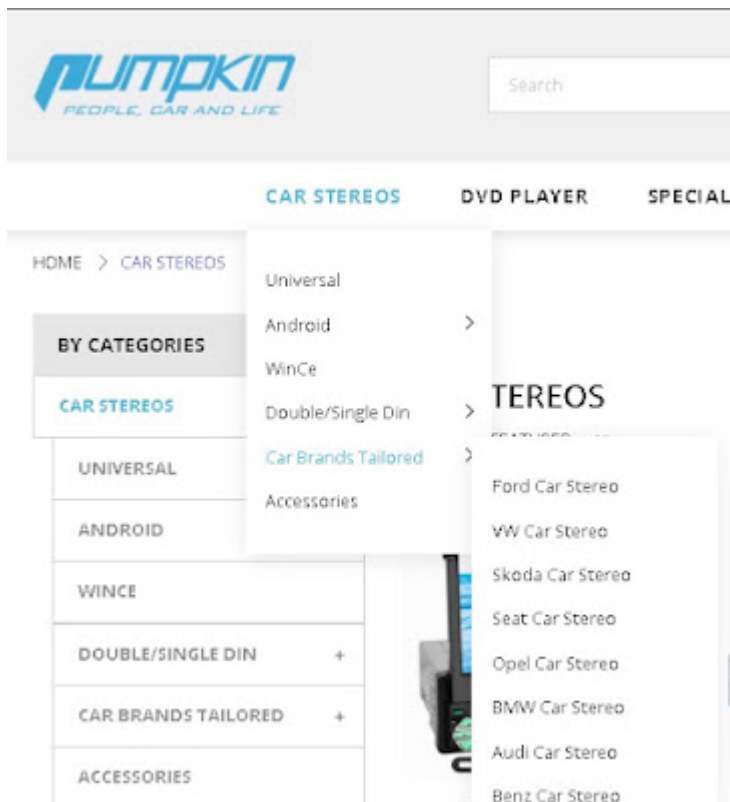 PUMPKIN
PEOPLE, CAR AND LIFE
Search
CAR STEREOS
DVD PLAYER
SPECIAL
HOME > CAR STEREOS
BY CATEGORIES
CAR STEREOS
UNIVERSAL
ANDROID
WINCE
DOUBLE/SINGLE DIN +
CAR BRANDS TAILORED +
ACCESSORIES
Universal
Android >
WinCe
Double/Single Din >
Car Brands Tailored >
Accessories
TEREOS
Ford Car Stereo
VW Car Stereo
Skoda Car Stereo
Seat Car Stereo
Opel Car Stereo
BMW Car Stereo
Audi Car Stereo
Benz Car Stereo